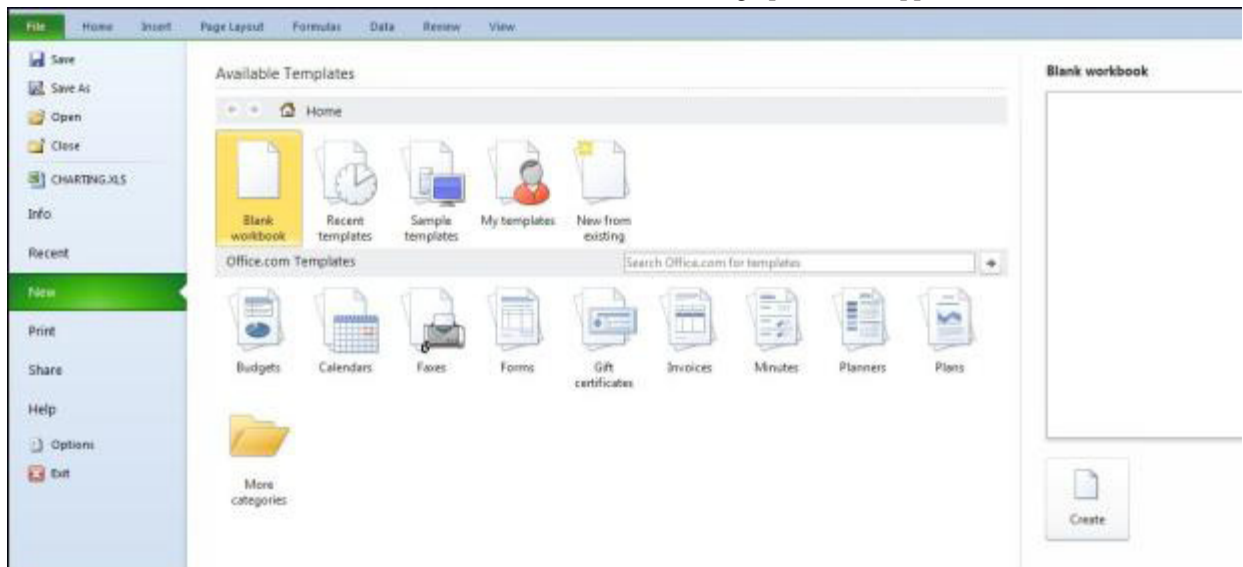 File Home Insert Page Layout Formulas Data Review View
Save
Save As
Open
Close
CHARTING.XLS
Info
Recent
New
Print
Share
Help
Options
Exit
Available Templates
Home
Blank workbook
Recent templates
Sample templates
My templates
New from existing
Office.com Templates
Search Office.com for templates
Budgets
Calendars
Faxes
Forms
Gift certificates
Invoices
Minutes
Planners
Plans
More categories
Blank workbook
Create